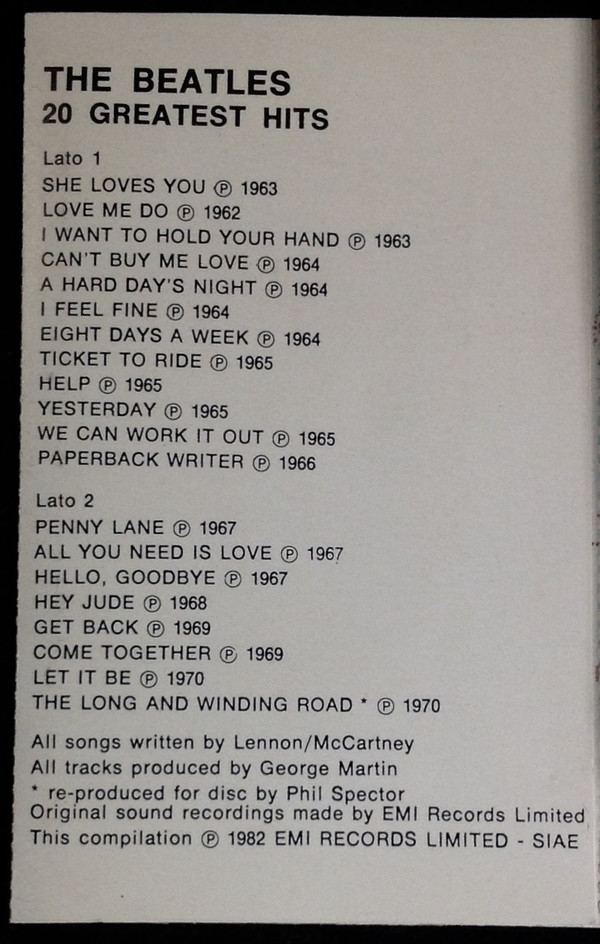 THE BEATLES
20 GREATEST HITS
Lato 1
SHE LOVES YOU ℗ 1963
LOVE ME DO ℗ 1962
I WANT TO HOLD YOUR HAND ℗ 1963
CAN'T BUY ME LOVE ℗ 1964
A HARD DAY'S NIGHT ℗ 1964
I FEEL FINE ℗ 1964
EIGHT DAYS A WEEK ℗ 1964
TICKET TO RIDE ℗ 1965
HELP ℗ 1965
YESTERDAY ℗ 1965
WE CAN WORK IT OUT ℗ 1965
PAPERBACK WRITER ℗ 1966
Lato 2
PENNY LANE ℗ 1967
ALL YOU NEED IS LOVE ℗ 1967
HELLO, GOODBYE ℗ 1967
HEY JUDE ℗ 1968
GET BACK ℗ 1969
COME TOGETHER ℗ 1969
LET IT BE ℗ 1970
THE LONG AND WINDING ROAD * ℗ 1970
All songs written by Lennon/McCartney
All tracks produced by George Martin
* re-produced for disc by Phil Spector
Original sound recordings made by EMI Records Limited
This compilation ℗ 1982 EMI RECORDS LIMITED - SIAE